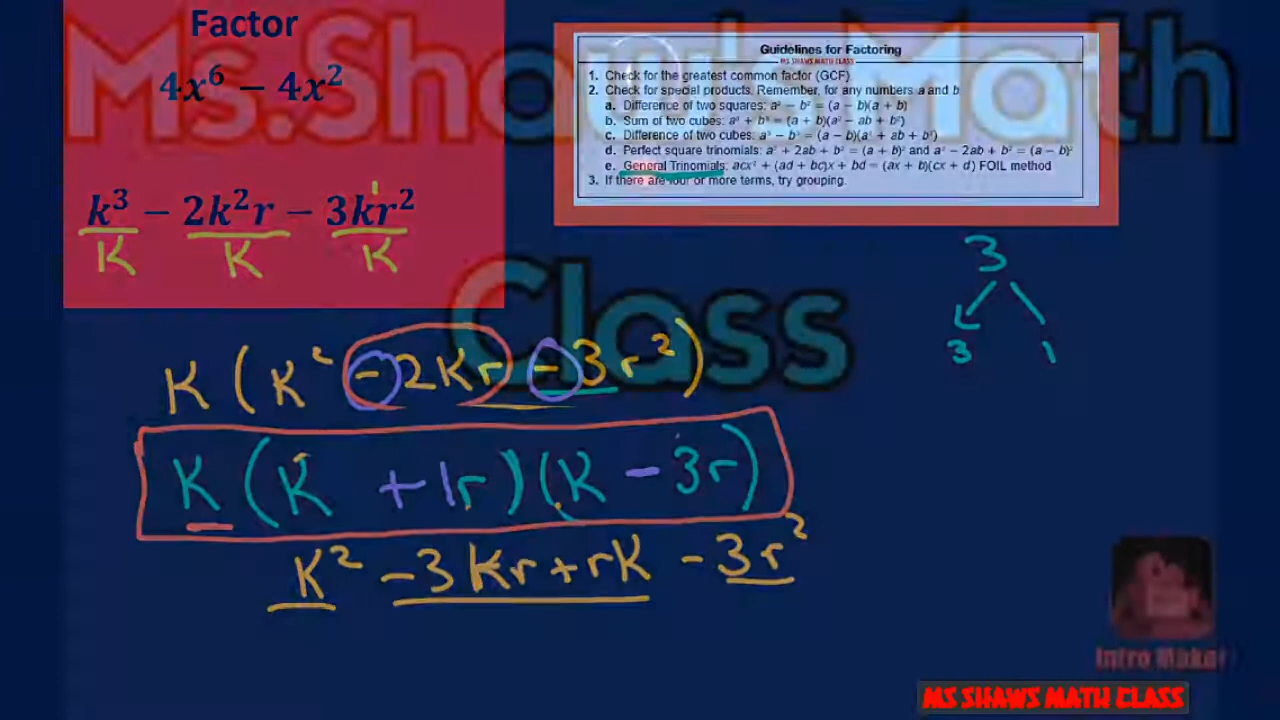 Ms.Shaw's Math
Class
Factor
4x⁶ − 4x²
k³ − 2k²r − 3kr²
K K K
Guidelines for Factoring
MS SHAWS MATH CLASS
1. Check for the greatest common factor (GCF).
2. Check for special products. Remember, for any numbers a and b
a. Difference of two squares: a² − b² = (a − b)(a + b)
b. Sum of two cubes: a³ + b³ = (a + b)(a² − ab + b²)
c. Difference of two cubes: a³ − b³ = (a − b)(a² + ab + b²)
d. Perfect square trinomials: a² + 2ab + b² = (a + b)² and a² − 2ab + b² = (a − b)²
e. General Trinomials: acx² + (ad + bc)x + bd = (ax + b)(cx + d) FOIL method
3. If there are four or more terms, try grouping.
3
3 1
K(K² − 2Kr − 3r²)
K(K + 1r)(K − 3r)
K² − 3Kr + rK − 3r²
Intro Maker
MS SHAWS MATH CLASS